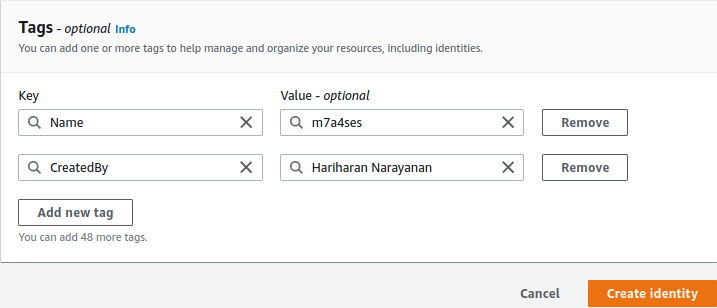 Tags - optional Info
You can add one or more tags to help manage and organize your resources, including identities.
Key Value - optional
Name m7a4ses Remove
CreatedBy Hariharan Narayanan Remove
Add new tag
You can add 48 more tags.
Cancel Create identity